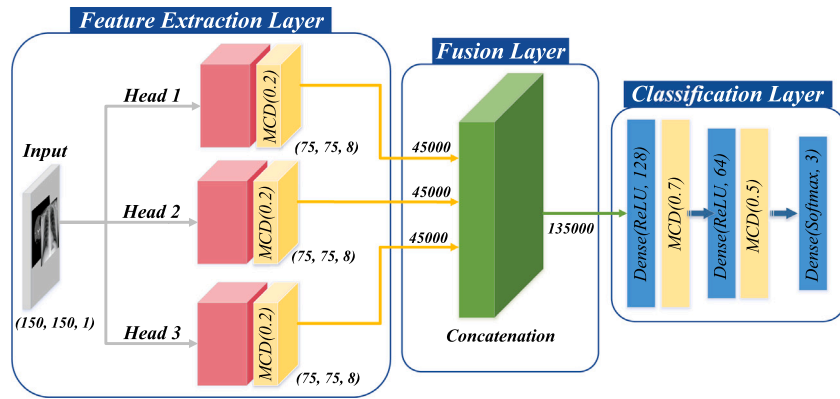 Feature Extraction Layer
Input
(150, 150, 1)
Head 1
MCD(0.2)
(75, 75, 8)
Head 2
MCD(0.2)
(75, 75, 8)
Head 3
MCD(0.2)
(75, 75, 8)
Fusion Layer
45000
45000
45000
135000
Concatenation
Classification Layer
Dense(ReLU, 128)
MCD(0.7)
Dense(ReLU, 64)
MCD(0.5)
Dense(Softmax, 3)